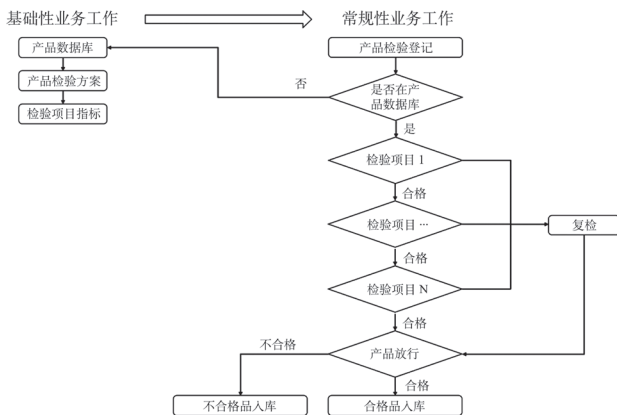 基础性业务工作
常规性业务工作
产品数据库
产品检验方案
检验项目指标
产品检验登记
否
是否在产
品数据库
是
检验项目 1
合格
检验项目 ···
复检
合格
检验项目 N
合格
不合格
产品放行
合格
不合格品入库
合格品入库